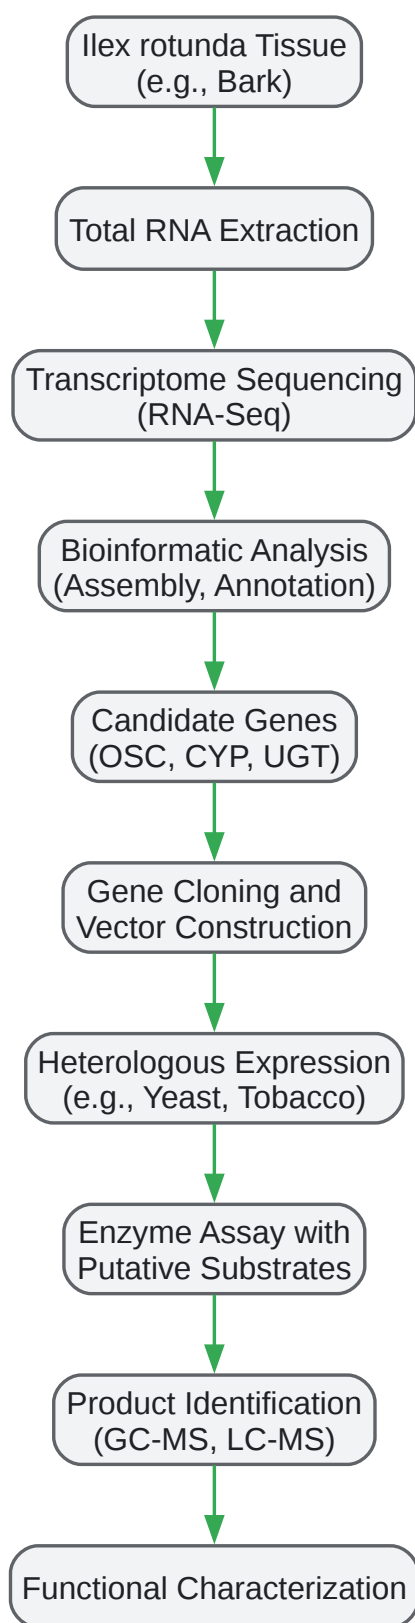 Ilex rotunda Tissue
(e.g., Bark)
Total RNA Extraction
Transcriptome Sequencing
(RNA-Seq)
Bioinformatic Analysis
(Assembly, Annotation)
Candidate Genes
(OSC, CYP, UGT)
Gene Cloning and
Vector Construction
Heterologous Expression
(e.g., Yeast, Tobacco)
Enzyme Assay with
Putative Substrates
Product Identification
(GC-MS, LC-MS)
Functional Characterization